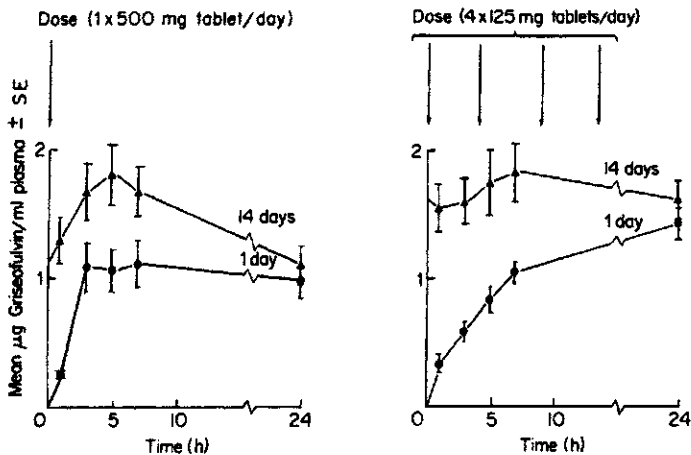 Dose (1×500 mg tablet/day)
Mean µg Griseofulvin/ml plasma ± SE
2
1
0
14 days
1 day
5
10
24
Time (h)
Dose (4×125 mg tablets/day)
2
1
0
14 days
1 day
5
10
24
Time (h)